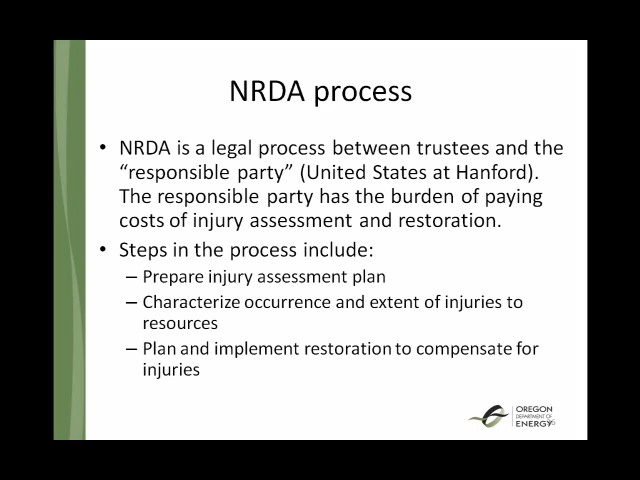 NRDA process
• NRDA is a legal process between trustees and the
“responsible party” (United States at Hanford).
The responsible party has the burden of paying
costs of injury assessment and restoration.
• Steps in the process include:
– Prepare injury assessment plan
– Characterize occurrence and extent of injuries to
resources
– Plan and implement restoration to compensate for
injuries
OREGON
DEPARTMENT OF
ENERGY